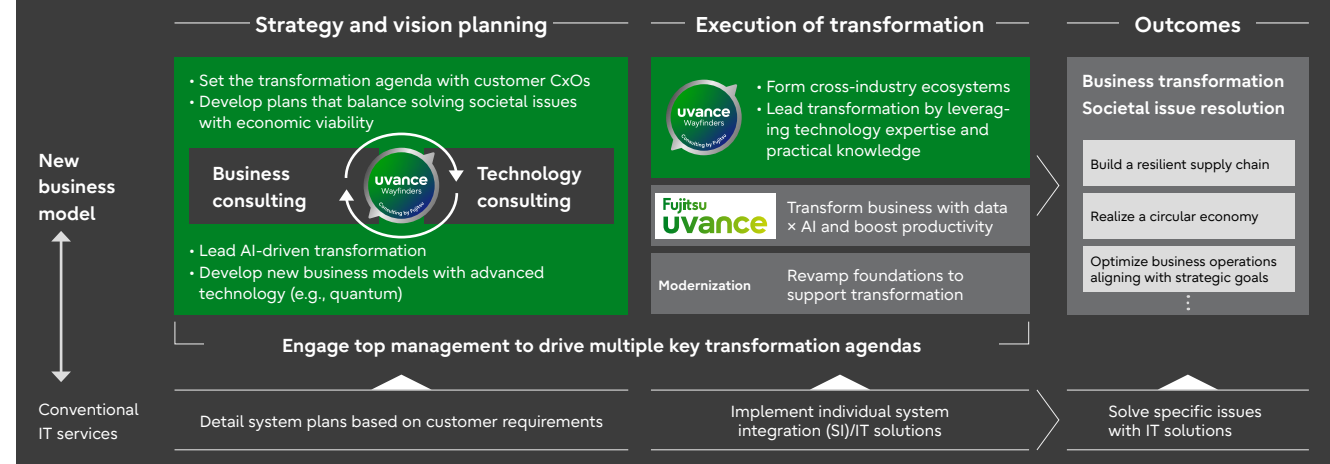 Strategy and vision planning
Execution of transformation
Outcomes
New
business
model
• Set the transformation agenda with customer CxOs
• Develop plans that balance solving societal issues
with economic viability
Business
consulting
uvance
Wayfinders
Consulting by Fujitsu
Technology
consulting
• Lead AI-driven transformation
• Develop new business models with advanced
technology (e.g., quantum)
uvance
Wayfinders
Consulting by Fujitsu
• Form cross-industry ecosystems
• Lead transformation by leverag-
ing technology expertise and
practical knowledge
Fujitsu
uvance
Transform business with data
× AI and boost productivity
Modernization
Revamp foundations to
support transformation
Business transformation
Societal issue resolution
Build a resilient supply chain
Realize a circular economy
Optimize business operations
aligning with strategic goals
⋮
Engage top management to drive multiple key transformation agendas
Conventional
IT services
Detail system plans based on customer requirements
Implement individual system
integration (SI)/IT solutions
Solve specific issues
with IT solutions